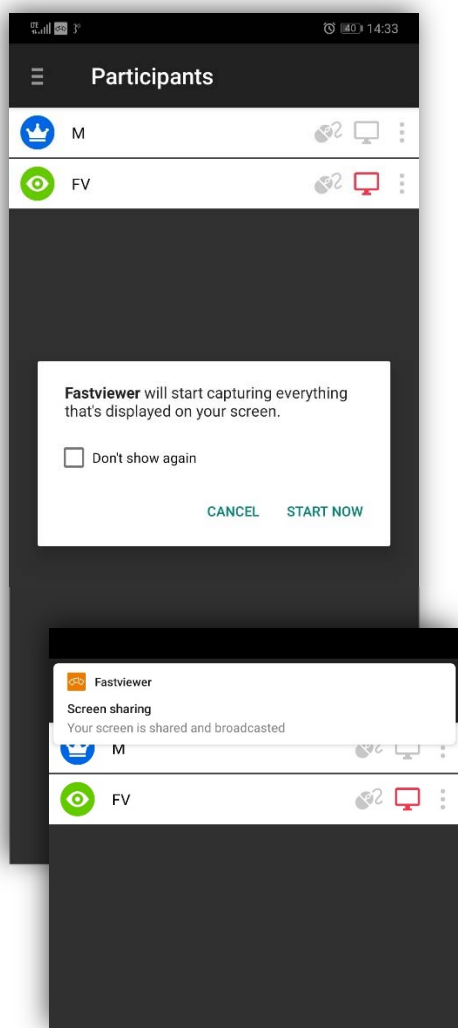 14:33
Participants
M
FV
Fastviewer will start capturing everything
that's displayed on your screen.
Don't show again
CANCEL START NOW
Fastviewer
Screen sharing
Your screen is shared and broadcasted
M
FV